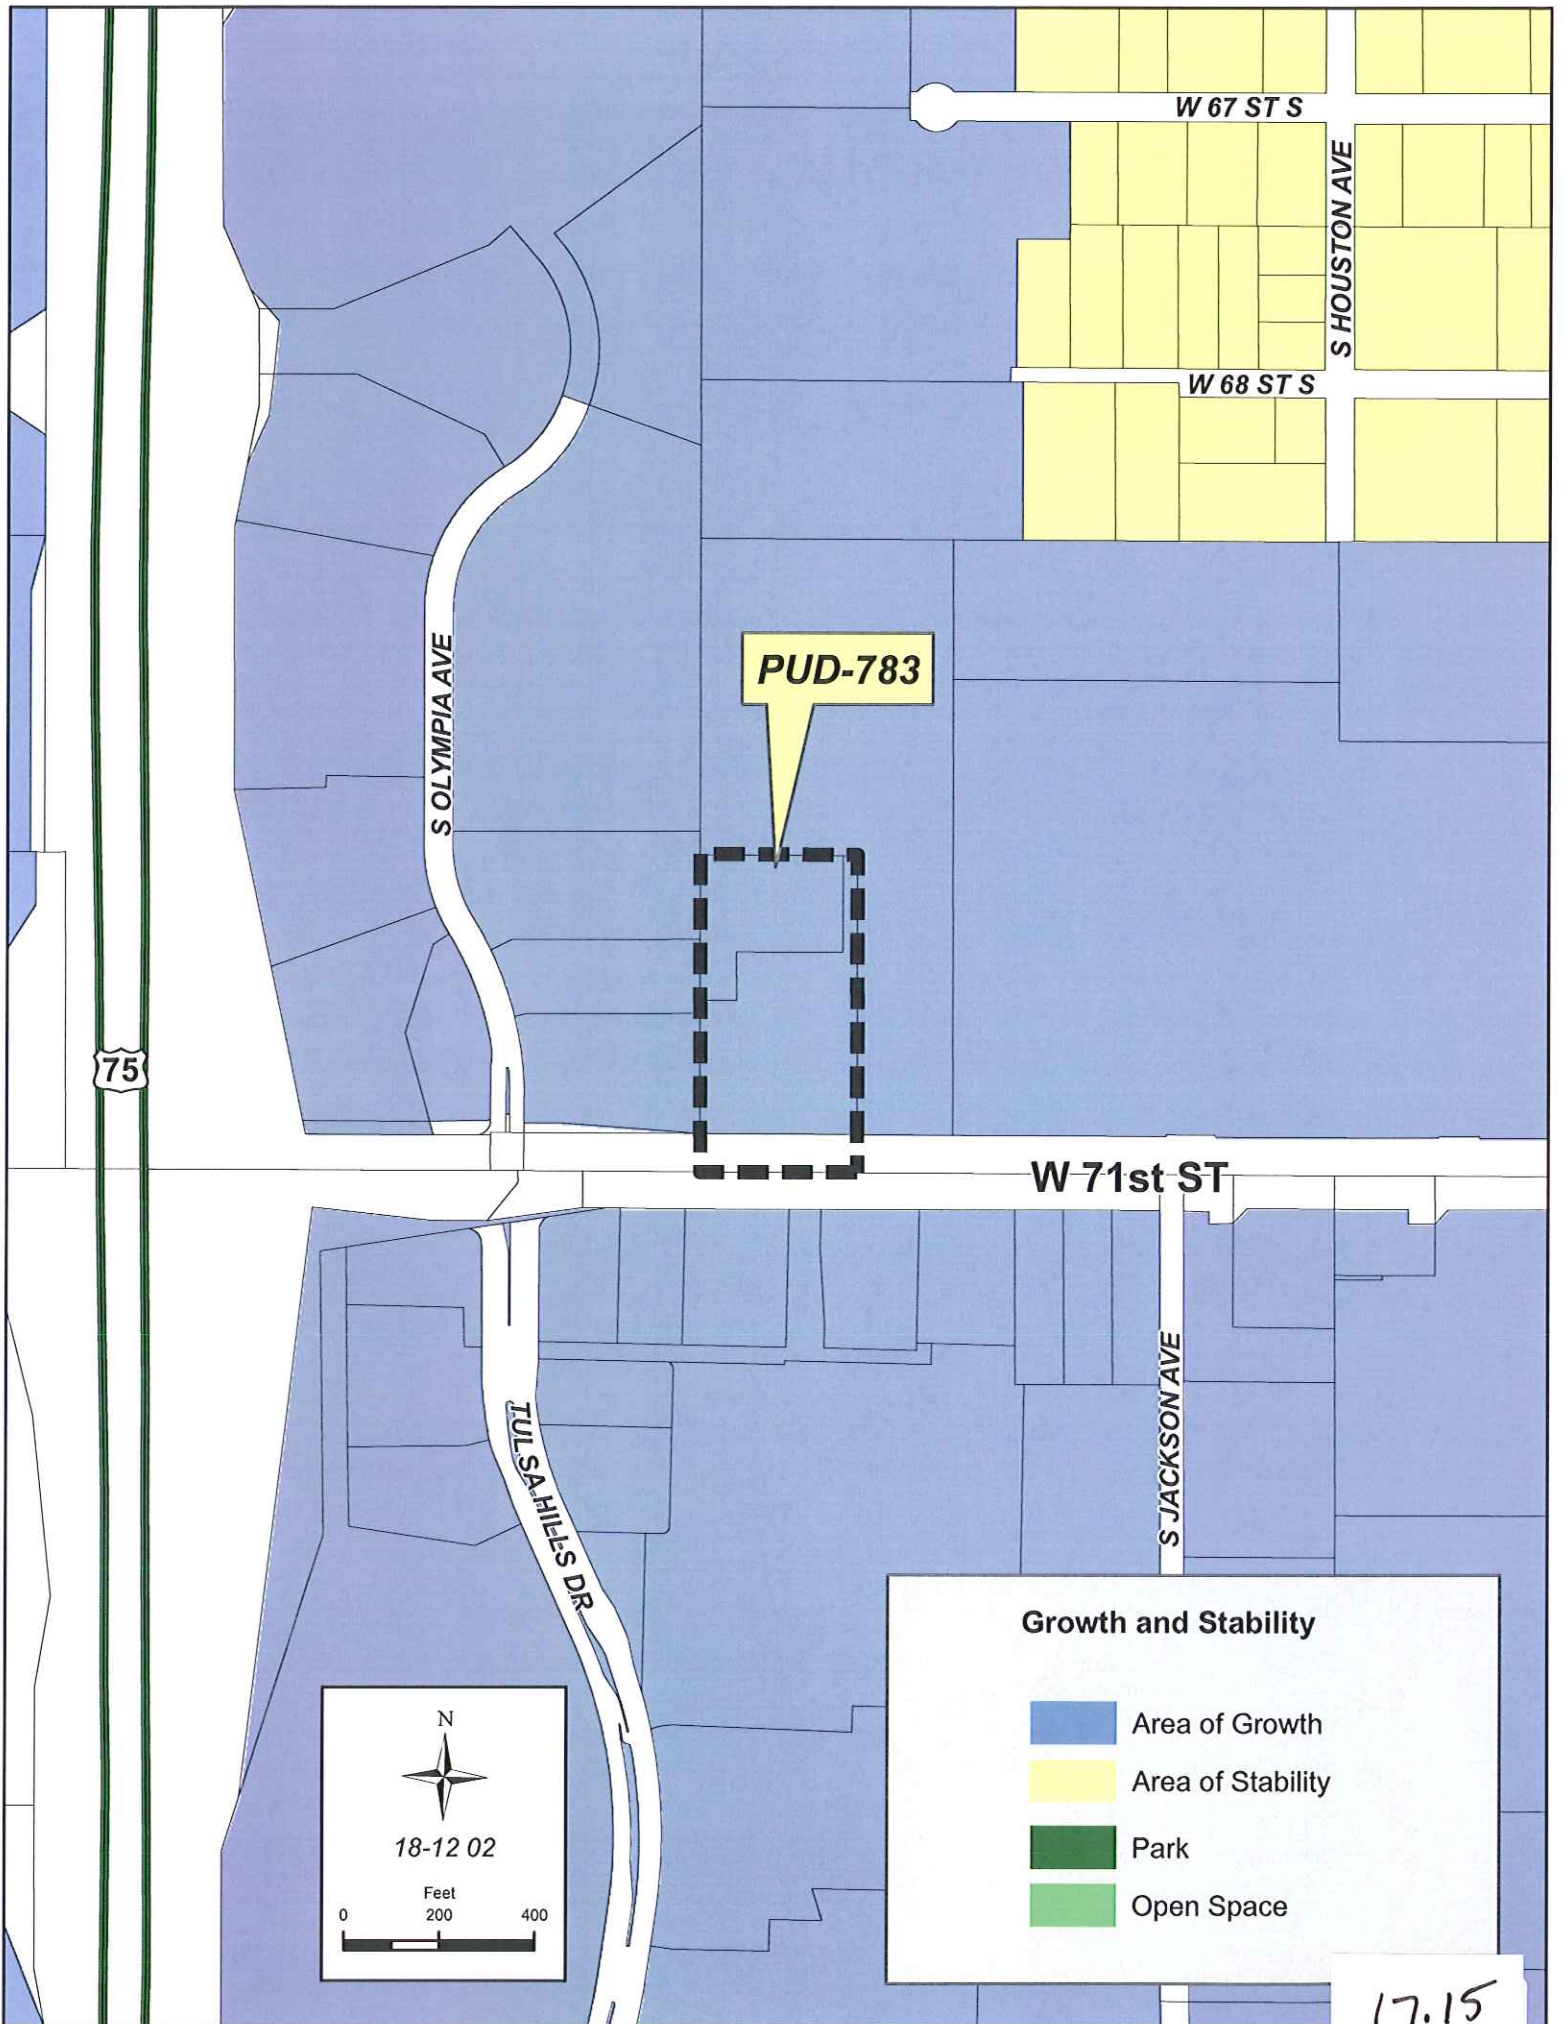 W 67 ST S
S HOUSTON AVE
W 68 ST S
PUD-783
S OLYMPIA AVE
75
W 71st ST
S JACKSON AVE
TULSA HILLS DR
Growth and Stability
Area of Growth
Area of Stability
Park
Open Space
N
18-12 02
Feet
0 200 400
17.15